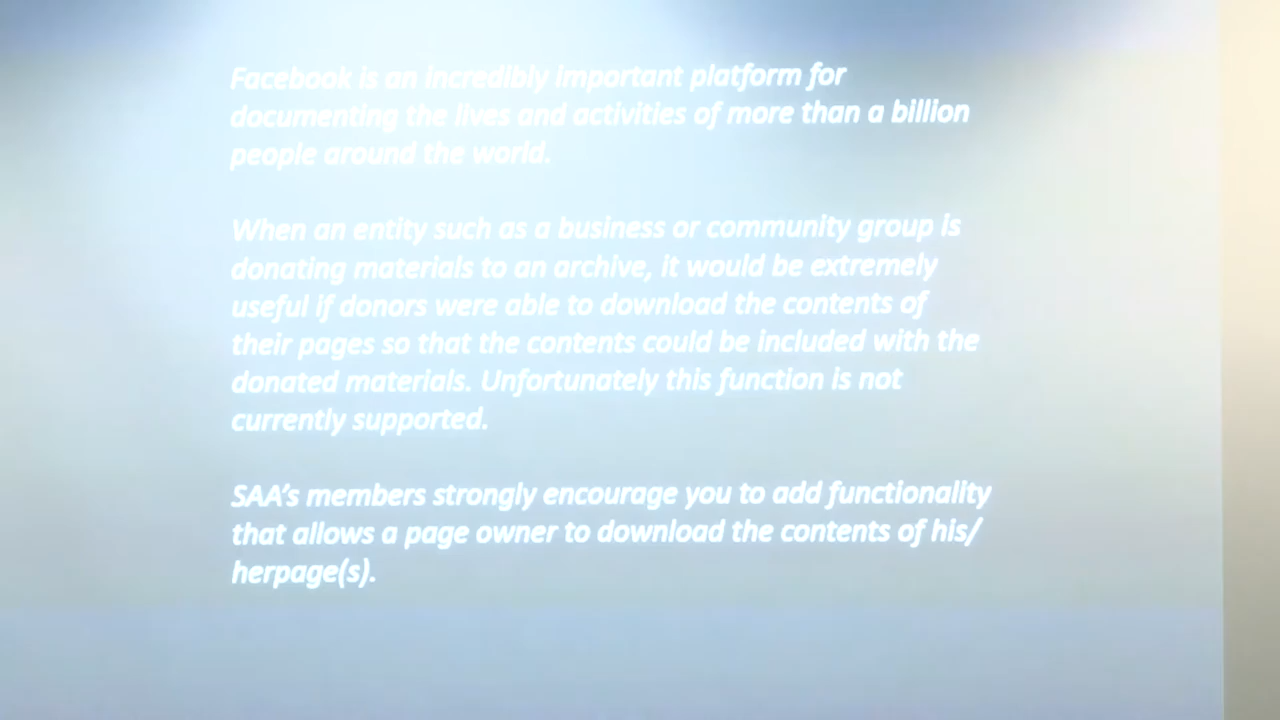 Facebook is an incredibly important platform for
documenting the lives and activities of more than a billion
people around the world.
When an entity such as a business or community group is
donating materials to an archive, it would be extremely
useful if donors were able to download the contents of
their pages so that the contents could be included with the
donated materials. Unfortunately this function is not
currently supported.
SAA's members strongly encourage you to add functionality
that allows a page owner to download the contents of his/
herpage(s).